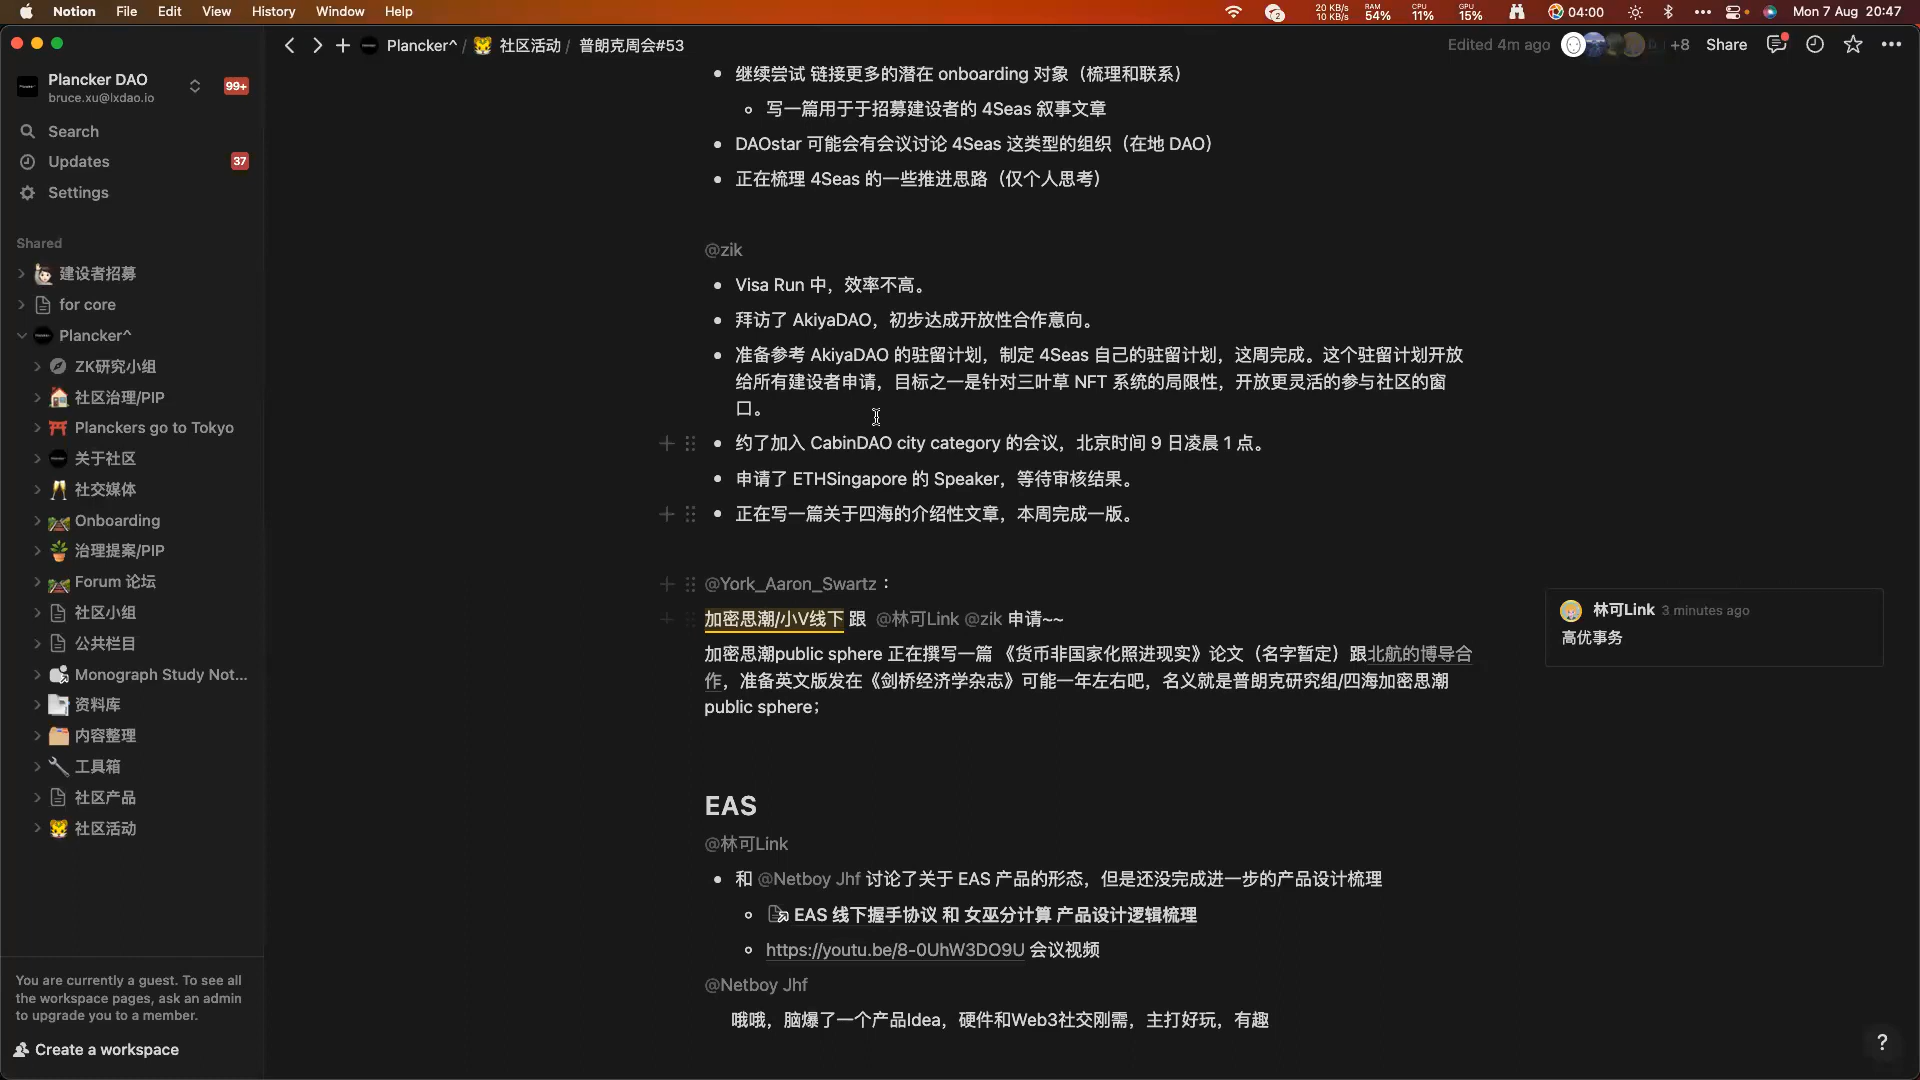 Notion File Edit View History Window Help
2 20 KB/s 10 KB/s RAM 54% CPU 11% GPU 15% 04:00 Mon 7 Aug 20:47
Plancker^ / 社区活动 / 普朗克周会#53
Edited 4m ago +8 Share
Plancker DAO
bruce.xu@lxdao.io
99+
Search
Updates 37
Settings
Shared
建设者招募
for core
Plancker^
ZK研究小组
社区治理/PIP
Planckers go to Tokyo
关于社区
社交媒体
Onboarding
治理提案/PIP
Forum 论坛
社区小组
公共栏目
Monograph Study Not...
资料库
内容整理
工具箱
社区产品
社区活动
You are currently a guest. To see all
the workspace pages, ask an admin
to upgrade you to a member.
Create a workspace
继续尝试 链接更多的潜在 onboarding 对象（梳理和联系）
写一篇用于于招募建设者的 4Seas 叙事文章
DAOstar 可能会有会议讨论 4Seas 这类型的组织（在地 DAO）
正在梳理 4Seas 的一些推进思路（仅个人思考）
@zik
Visa Run 中，效率不高。
拜访了 AkiyaDAO，初步达成开放性合作意向。
准备参考 AkiyaDAO 的驻留计划，制定 4Seas 自己的驻留计划，这周完成。这个驻留计划开放
给所有建设者申请，目标之一是针对三叶草 NFT 系统的局限性，开放更灵活的参与社区的窗
口。
约了加入 CabinDAO city category 的会议，北京时间 9 日凌晨 1 点。
申请了 ETHSingapore 的 Speaker，等待审核结果。
正在写一篇关于四海的介绍性文章，本周完成一版。
@York_Aaron_Swartz：
加密思潮/小V线下 跟 @林可Link @zik 申请~~
加密思潮public sphere 正在撰写一篇 《货币非国家化照进现实》论文（名字暂定）跟北航的博导合
作，准备英文版发在《剑桥经济学杂志》可能一年左右吧，名义就是普朗克研究组/四海加密思潮
public sphere；
林可Link 3 minutes ago
高优事务
EAS
@林可Link
和 @Netboy Jhf 讨论了关于 EAS 产品的形态，但是还没完成进一步的产品设计梳理
EAS 线下握手协议 和 女巫分计算 产品设计逻辑梳理
https://youtu.be/8-0UhW3DO9U 会议视频
@Netboy Jhf
哦哦，脑爆了一个产品Idea，硬件和Web3社交刚需，主打好玩，有趣
?